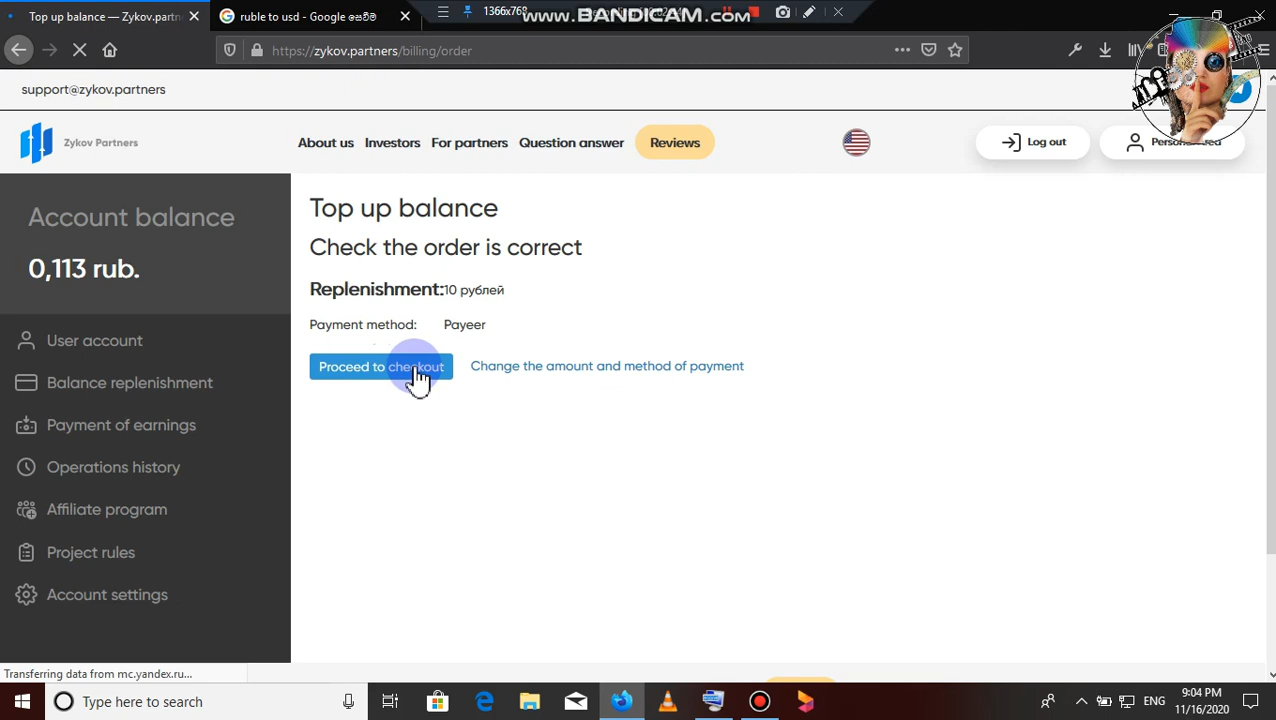 Top up balance — Zykov.partn
ruble to usd - Google සෙවීම
1366x768
www.BANDICAM.com
https://zykov.partners/billing/order
support@zykov.partners
Zykov Partners
About us
Investors
For partners
Question answer
Reviews
Log out
Account balance
0,113 rub.
User account
Balance replenishment
Payment of earnings
Operations history
Affiliate program
Project rules
Account settings
Top up balance
Check the order is correct
Replenishment: 10 рублей
Payment method: Payeer
Proceed to checkout
Change the amount and method of payment
Transferring data from mc.yandex.ru...
Type here to search
ENG
9:04 PM
11/16/2020